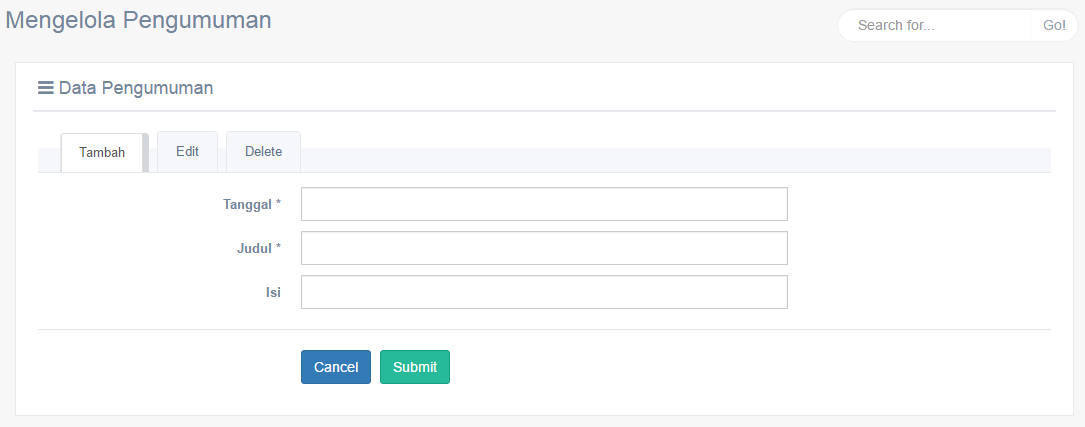 Mengelola Pengumuman
Search for... Go!
Data Pengumuman
Tambah Edit Delete
Tanggal *
Judul *
Isi
Cancel Submit